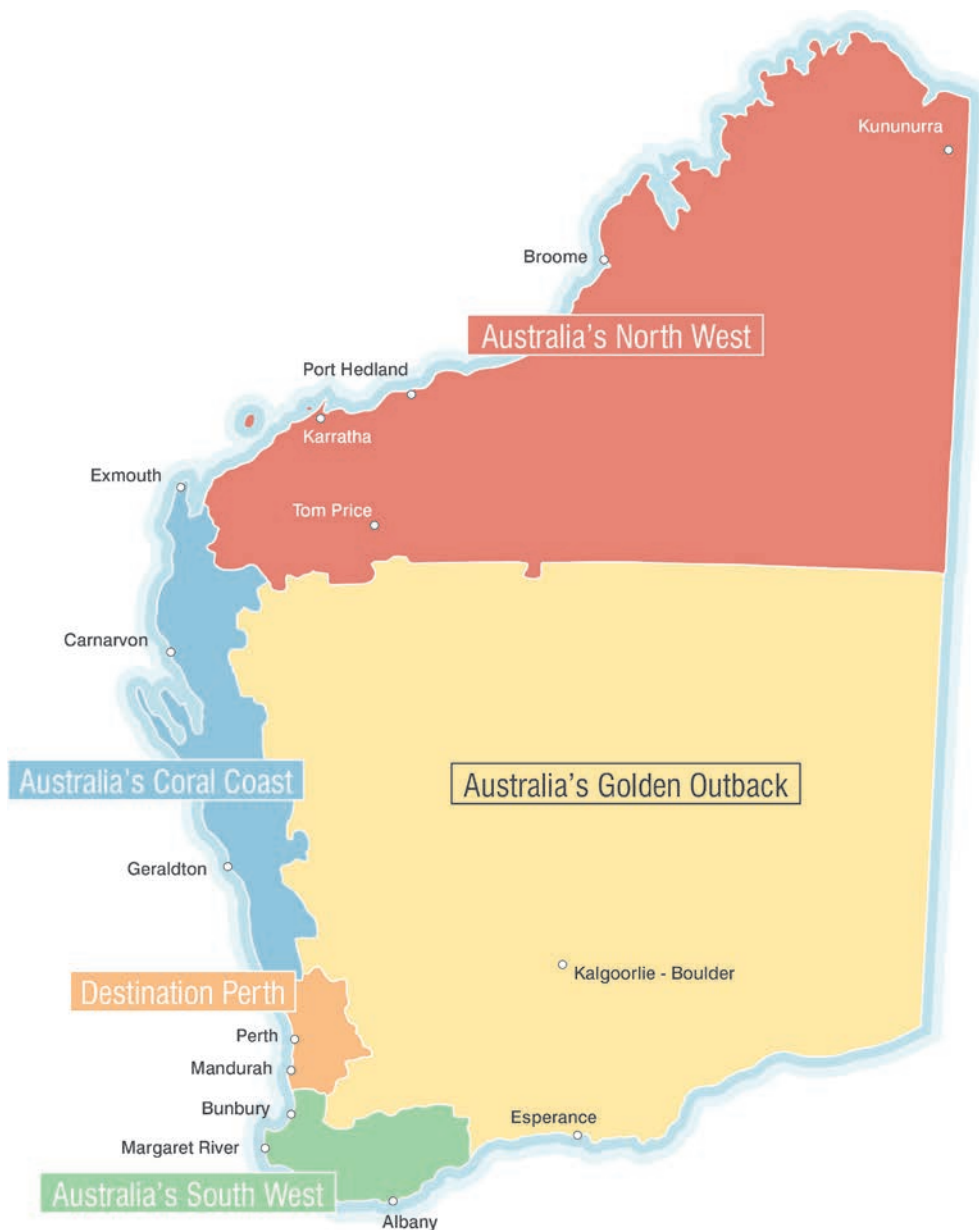 Kununurra
Broome
Australia's North West
Port Hedland
Karratha
Exmouth
Tom Price
Carnarvon
Australia's Coral Coast
Australia's Golden Outback
Geraldton
Kalgoorlie - Boulder
Destination Perth
Perth
Mandurah
Bunbury
Esperance
Margaret River
Australia's South West
Albany